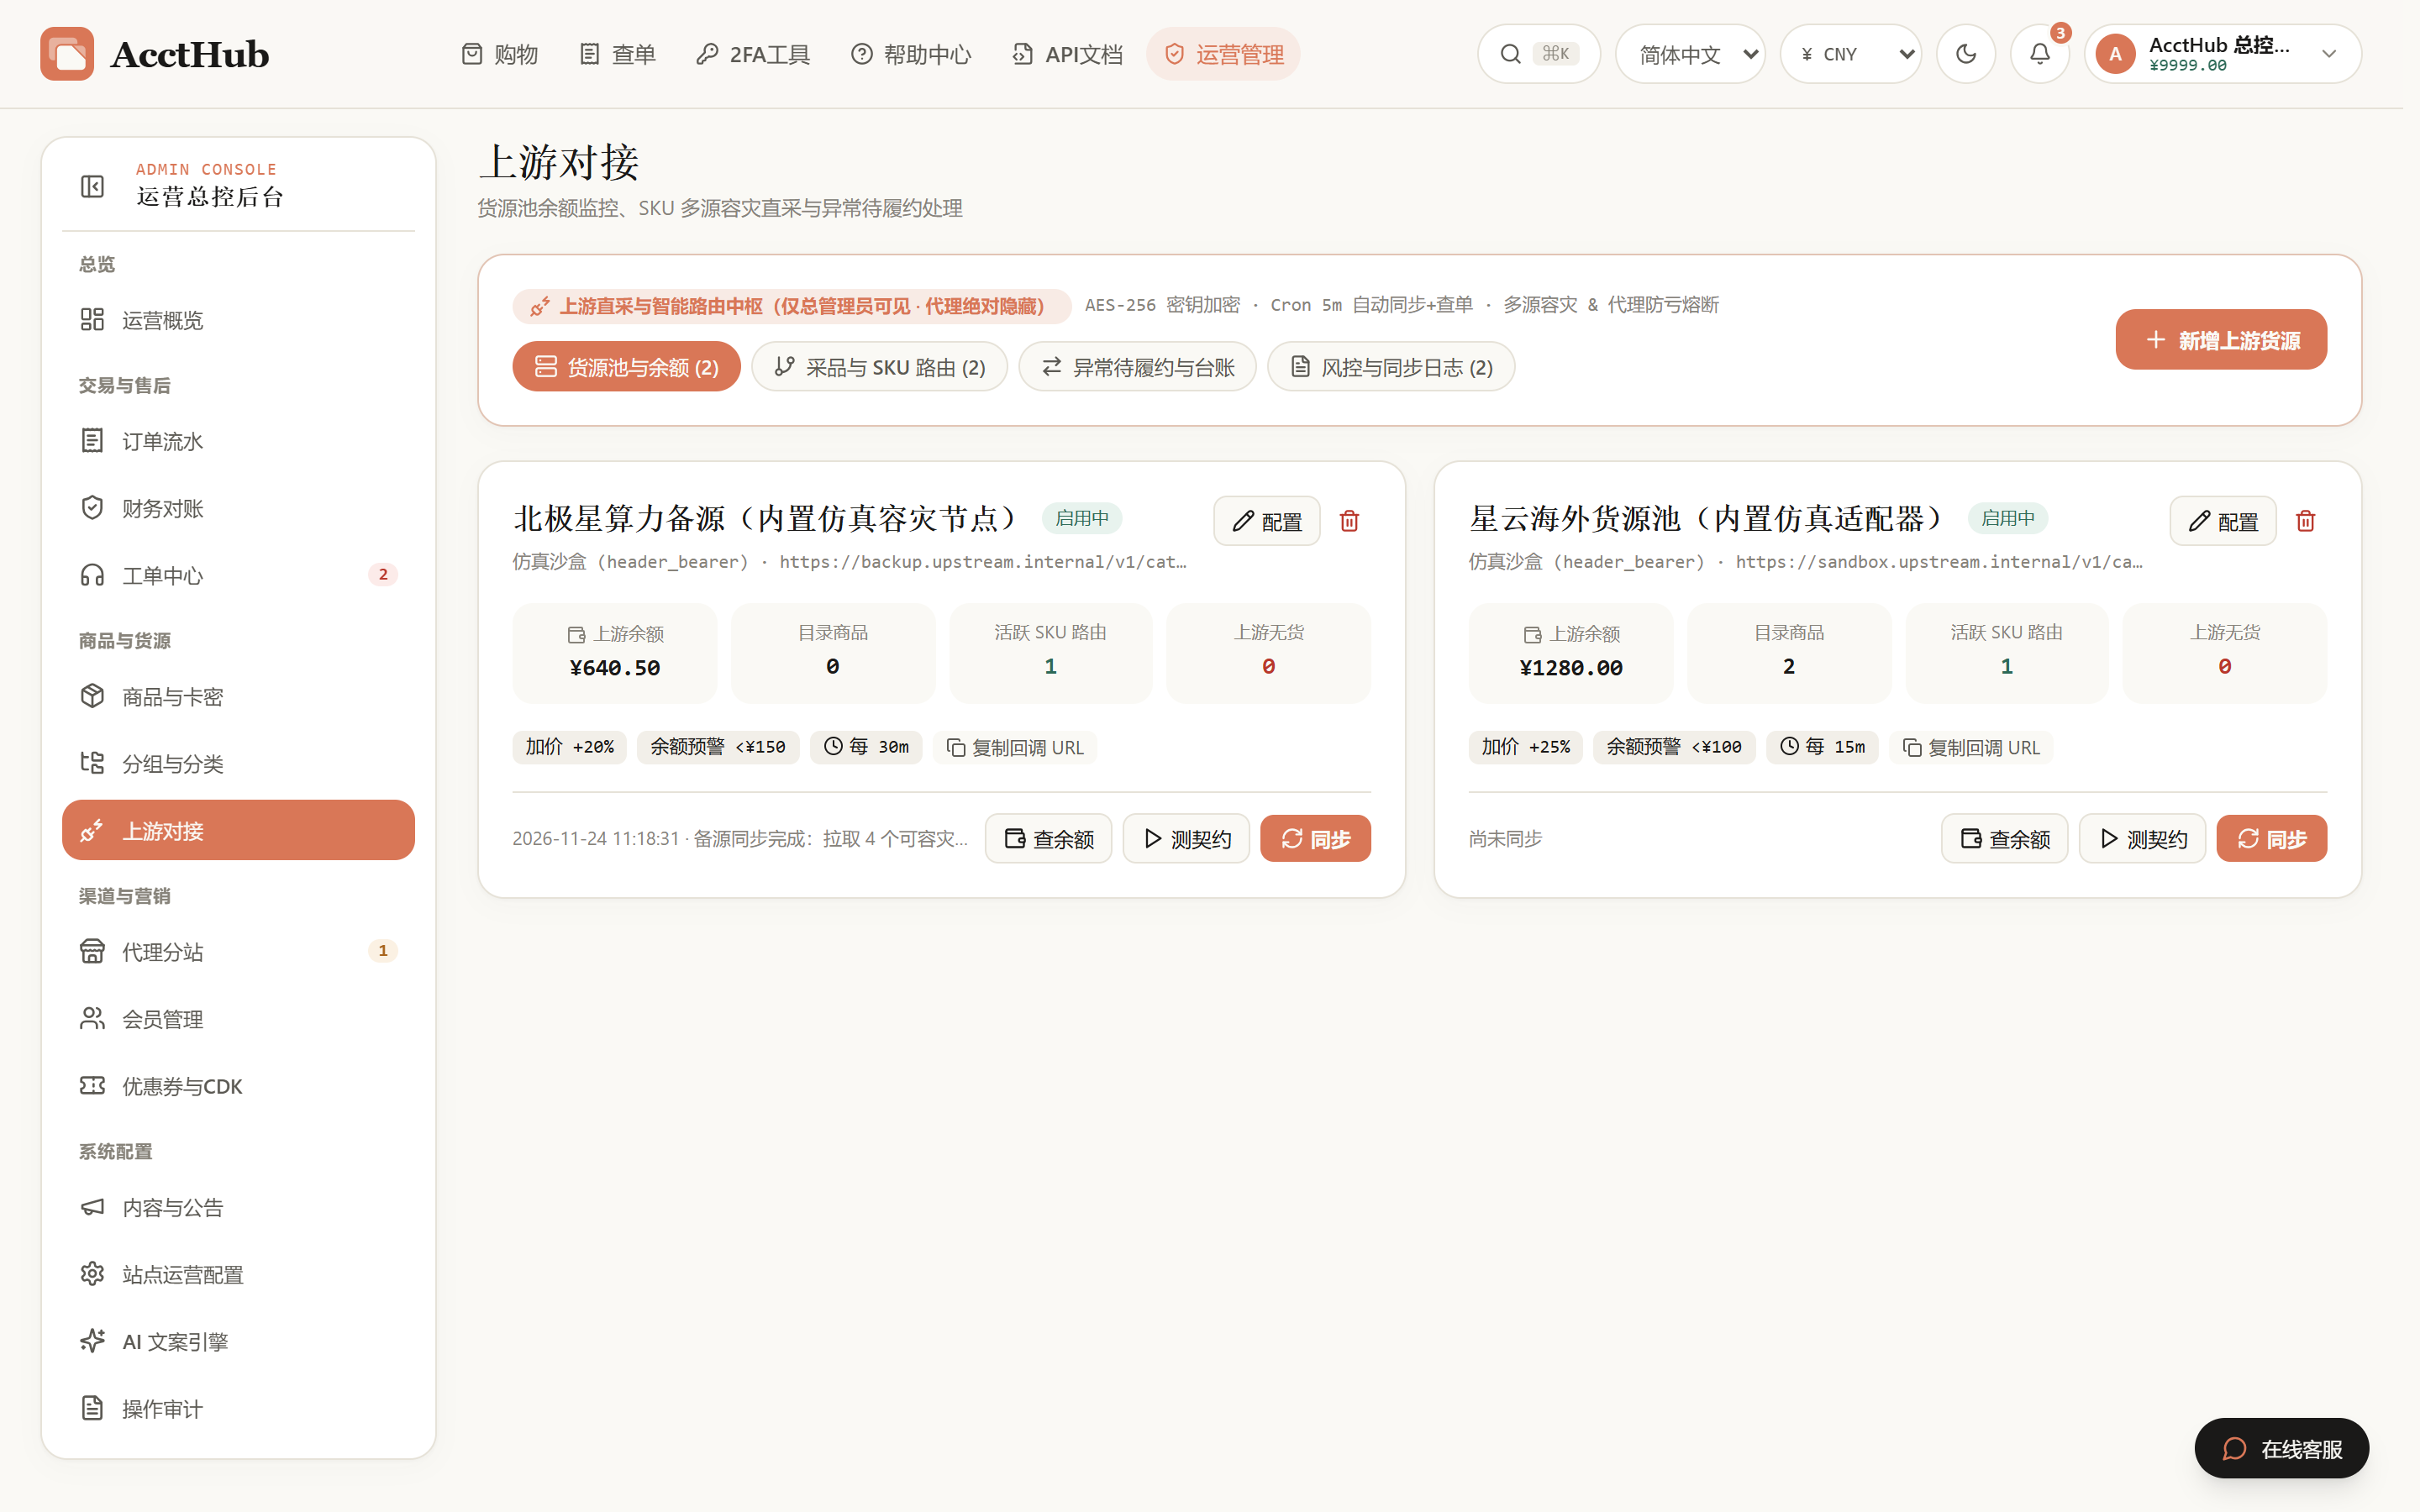 AcctHub
购物
查单
2FA工具
帮助中心
API文档
运营管理
⌘K
简体中文
¥ CNY
3
A
AcctHub 总控...
¥9999.00
ADMIN CONSOLE
运营总控后台
总览
运营概览
交易与售后
订单流水
财务对账
工单中心
2
商品与货源
商品与卡密
分组与分类
上游对接
渠道与营销
代理分站
1
会员管理
优惠券与CDK
系统配置
内容与公告
站点运营配置
AI 文案引擎
操作审计
上游对接
货源池余额监控、SKU 多源容灾直采与异常待履约处理
上游直采与智能路由中枢（仅总管理员可见 · 代理绝对隐藏）
AES-256 密钥加密 · Cron 5m 自动同步+查单 · 多源容灾 & 代理防亏熔断
货源池与余额 (2)
采品与 SKU 路由 (2)
异常待履约与台账
风控与同步日志 (2)
新增上游货源
北极星算力备源（内置仿真容灾节点）
启用中
配置
仿真沙盒 (header_bearer) · https://backup.upstream.internal/v1/cat...
上游余额
¥640.50
目录商品
0
活跃 SKU 路由
1
上游无货
0
加价 +20%
余额预警 <¥150
每 30m
复制回调 URL
2026-11-24 11:18:31 · 备源同步完成：拉取 4 个可容灾...
查余额
测契约
同步
星云海外货源池（内置仿真适配器）
启用中
配置
仿真沙盒 (header_bearer) · https://sandbox.upstream.internal/v1/ca...
上游余额
¥1280.00
目录商品
2
活跃 SKU 路由
1
上游无货
0
加价 +25%
余额预警 <¥100
每 15m
复制回调 URL
尚未同步
查余额
测契约
同步
在线客服